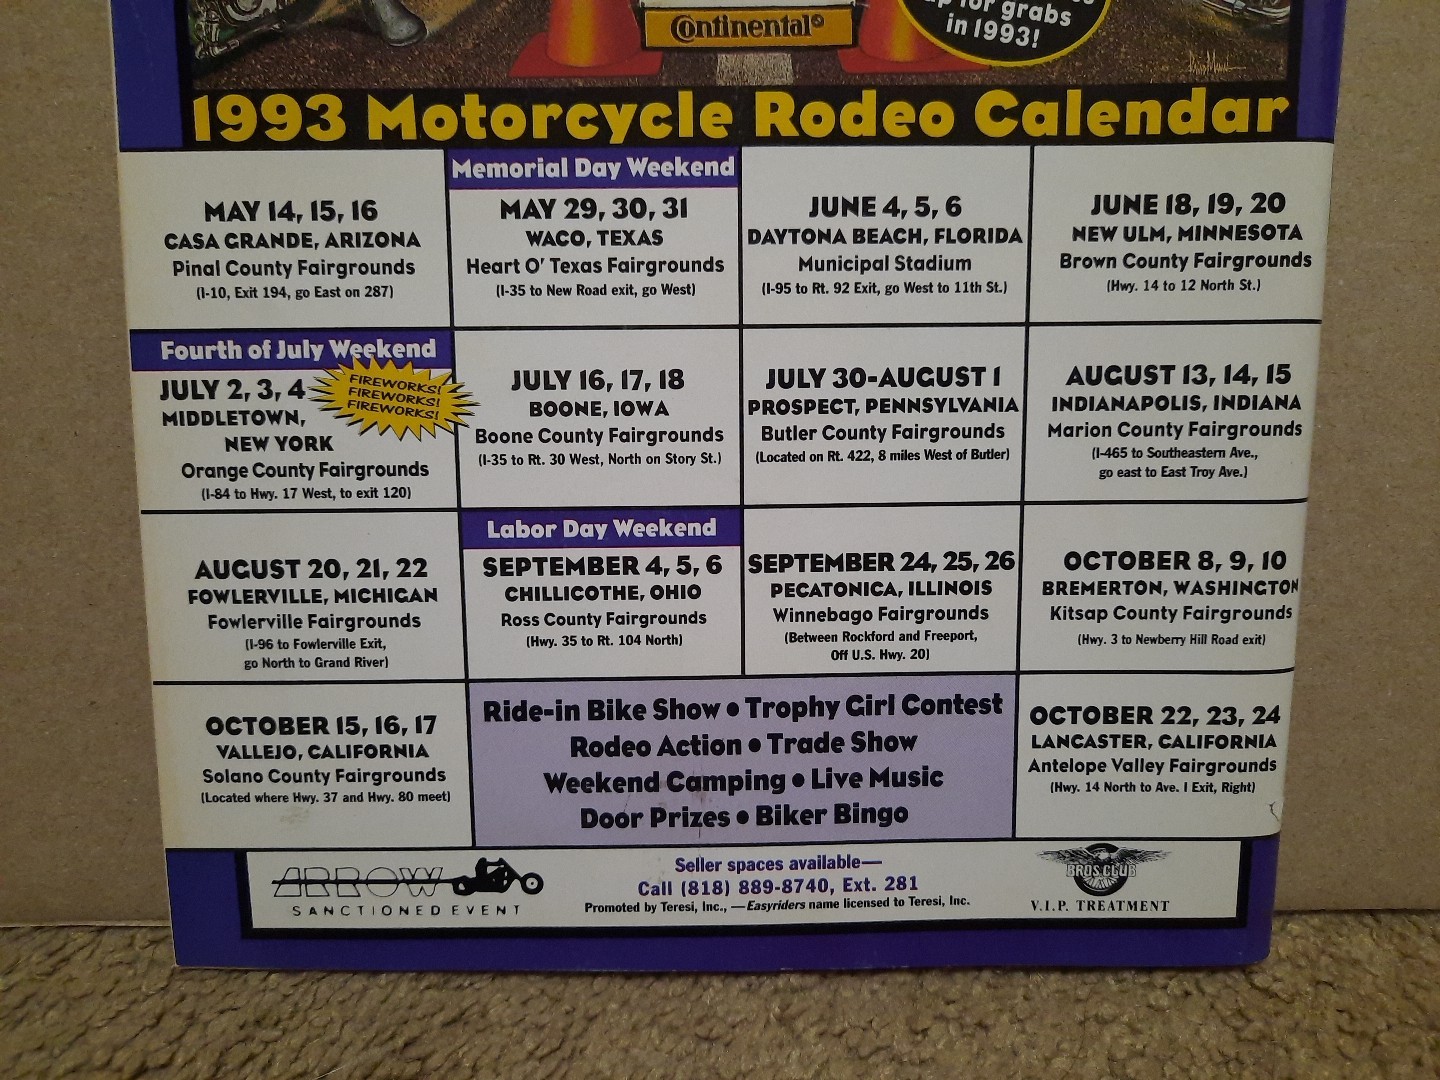 Continental
up for grabs
in 1993!
1993 Motorcycle Rodeo Calendar
MAY 14, 15, 16
CASA GRANDE, ARIZONA
Pinal County Fairgrounds
(I-10, Exit 194, go East on 287)
Memorial Day Weekend
MAY 29, 30, 31
WACO, TEXAS
Heart O' Texas Fairgrounds
(I-35 to New Road exit, go West)
JUNE 4, 5, 6
DAYTONA BEACH, FLORIDA
Municipal Stadium
(I-95 to Rt. 92 Exit, go West to 11th St.)
JUNE 18, 19, 20
NEW ULM, MINNESOTA
Brown County Fairgrounds
(Hwy. 14 to 12 North St.)
Fourth of July Weekend
JULY 2, 3, 4
MIDDLETOWN,
NEW YORK
Orange County Fairgrounds
(I-84 to Hwy. 17 West, to exit 120)
FIREWORKS!
FIREWORKS!
FIREWORKS!
JULY 16, 17, 18
BOONE, IOWA
Boone County Fairgrounds
(I-35 to Rt. 30 West, North on Story St.)
JULY 30-AUGUST 1
PROSPECT, PENNSYLVANIA
Butler County Fairgrounds
(Located on Rt. 422, 8 miles West of Butler)
AUGUST 13, 14, 15
INDIANAPOLIS, INDIANA
Marion County Fairgrounds
(I-465 to Southeastern Ave.,
go east to East Troy Ave.)
AUGUST 20, 21, 22
FOWLERVILLE, MICHIGAN
Fowlerville Fairgrounds
(I-96 to Fowlerville Exit,
go North to Grand River)
Labor Day Weekend
SEPTEMBER 4, 5, 6
CHILLICOTHE, OHIO
Ross County Fairgrounds
(Hwy. 35 to Rt. 104 North)
SEPTEMBER 24, 25, 26
PECATONICA, ILLINOIS
Winnebago Fairgrounds
(Between Rockford and Freeport,
Off U.S. Hwy. 20)
OCTOBER 8, 9, 10
BREMERTON, WASHINGTON
Kitsap County Fairgrounds
(Hwy. 3 to Newberry Hill Road exit)
OCTOBER 15, 16, 17
VALLEJO, CALIFORNIA
Solano County Fairgrounds
(Located where Hwy. 37 and Hwy. 80 meet)
Ride-in Bike Show • Trophy Girl Contest
Rodeo Action • Trade Show
Weekend Camping • Live Music
Door Prizes • Biker Bingo
OCTOBER 22, 23, 24
LANCASTER, CALIFORNIA
Antelope Valley Fairgrounds
(Hwy. 14 North to Ave. I Exit, Right)
ARROW
SANCTIONED EVENT
Seller spaces available—
Call (818) 889-8740, Ext. 281
Promoted by Teresi, Inc., —Easyriders name licensed to Teresi, Inc.
BROS CLUB
V.I.P. TREATMENT